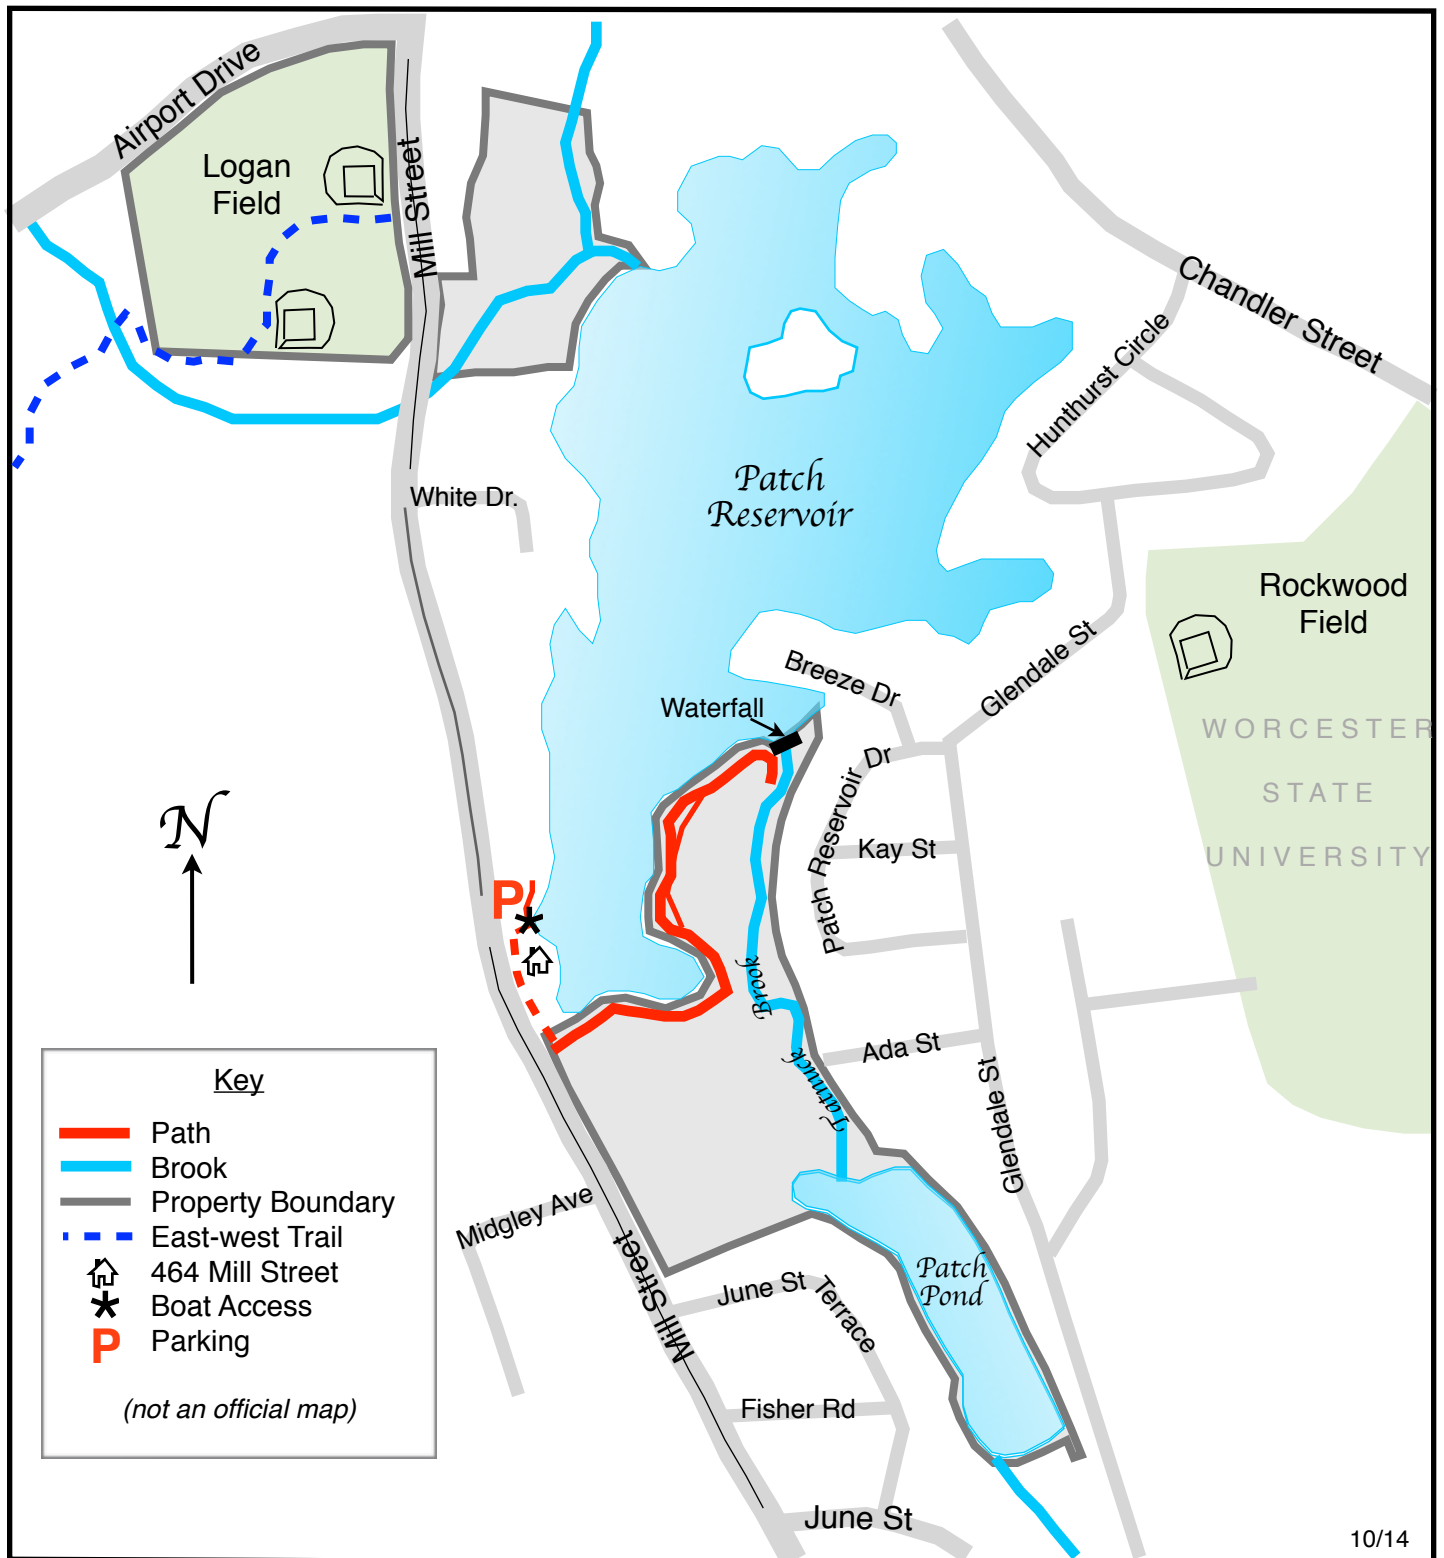 Airport Drive
Logan
Field
Mill Street
Chandler Street
Hunthurst Circle
White Dr.
Patch
Reservoir
Rockwood
Field
Glendale St
Breeze Dr
Waterfall
WORCESTER
STATE
UNIVERSITY
Patch Reservoir Dr
Kay St
N
P
Brook
Tatnuck
Ada St
Glendale St
Key
Path
Brook
Property Boundary
East-west Trail
464 Mill Street
Boat Access
P Parking
(not an official map)
Midgley Ave
Mill Street
June St Terrace
Patch
Pond
Fisher Rd
June St
10/14